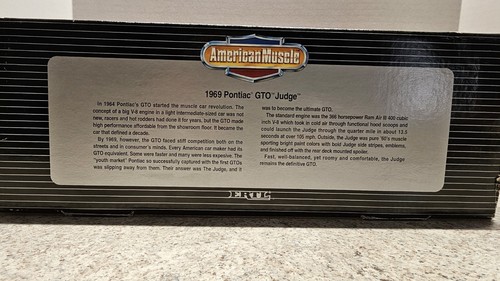 AmericanMuscle
1969 Pontiac® GTO "Judge"™
In 1964 Pontiac's GTO started the muscle car revolution. The
concept of a big V-8 engine in a light intermediate-sized car was not
new, racers and hot rodders had done it for years, but the GTO made
high performance affordable from the showroom floor. It became the
car that defined a decade.
By 1969, however, the GTO faced stiff competition both on the
streets and in consumer's minds. Every American car maker had its
GTO equivalent. Some were faster and many were less expensive. The
"youth market" Pontiac so successfully captured with the first GTOs
was slipping away from them. Their answer was The Judge, and it
was to become the ultimate GTO.
The standard engine was the 366 horsepower Ram Air III 400 cubic
inch V-8 which took in cold air through functional hood scoops and
could launch the Judge through the quarter mile in about 13.5
seconds at over 100 mph. Outside, the Judge was pure '60's muscle
sporting bright paint colors with bold Judge side stripes, emblems,
and finished off with the rear deck mounted spoiler.
Fast, well-balanced, yet roomy and comfortable, the Judge
remains the definitive GTO.
ERTL